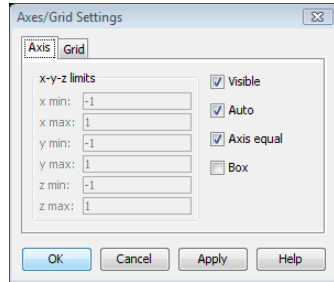 Axes/Grid Settings
Axis Grid
x-y-z limits
x min: -1
x max: 1
y min: -1
y max: 1
z min: -1
z max: 1
Visible
Auto
Axis equal
Box
OK Cancel Apply Help